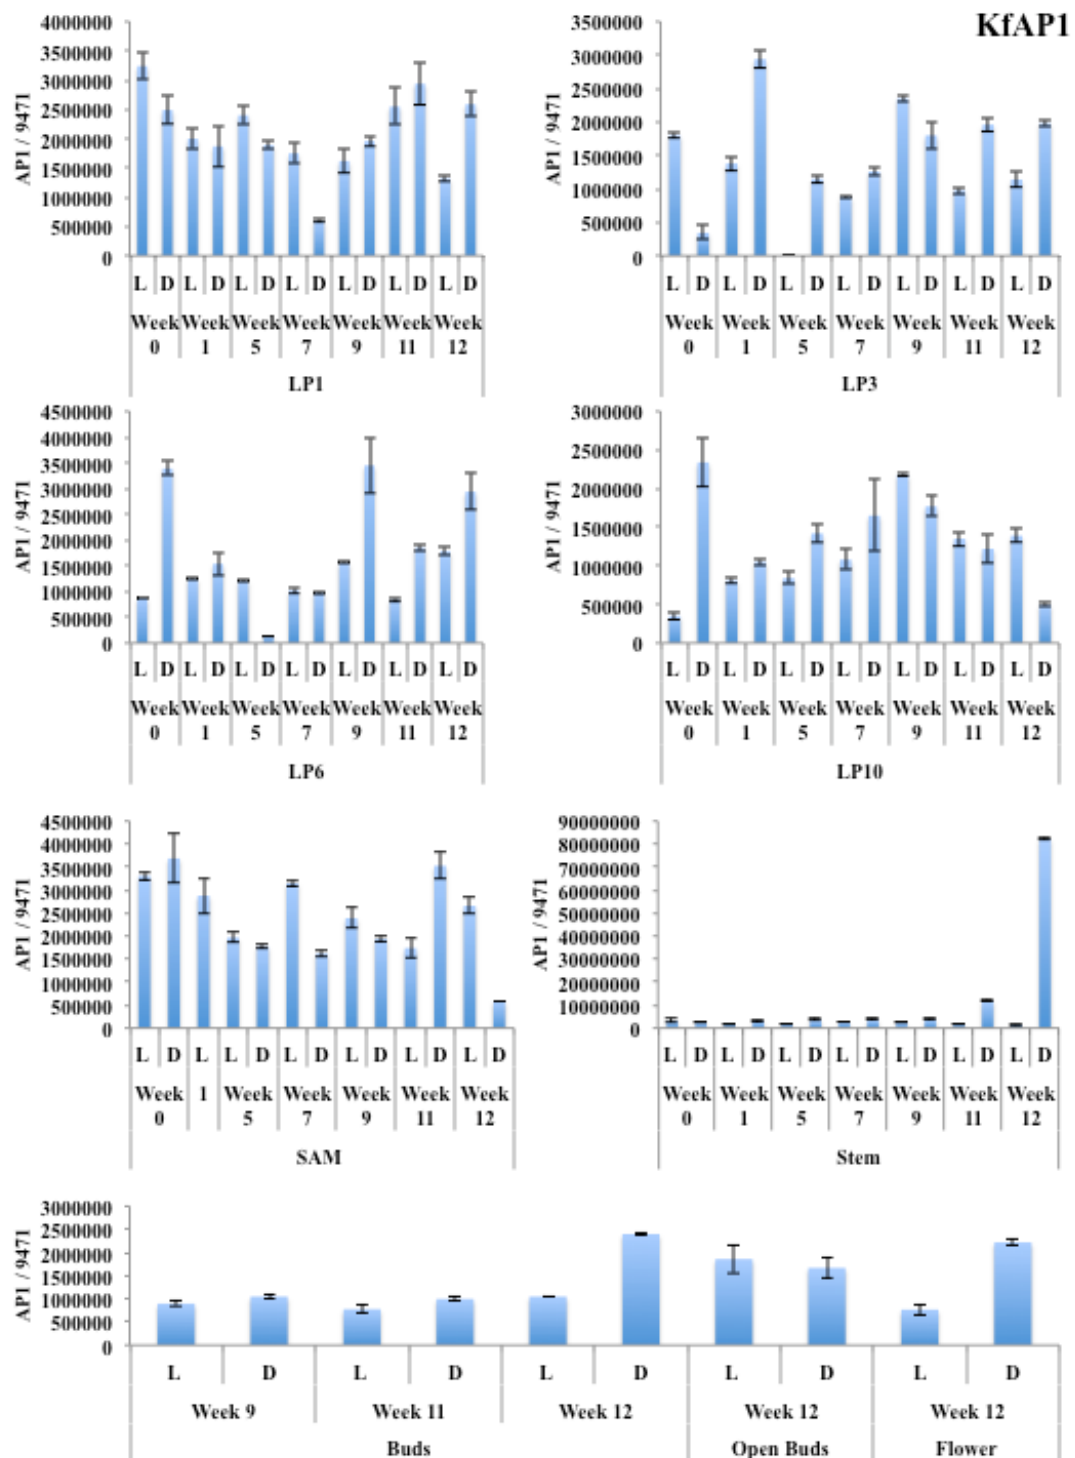 KfAP1
4000000
3500000
3000000
2500000
2000000
1500000
1000000
500000
0
AP1 / 9471
L D L D L D L D L D L D L D
Week Week Week Week Week Week Week
0 1 5 7 9 11 12
LP1
3500000
3000000
2500000
2000000
1500000
1000000
500000
0
AP1 / 9471
L D L D L D L D L D L D L D
Week Week Week Week Week Week Week
0 1 5 7 9 11 12
LP3
4500000
4000000
3500000
3000000
2500000
2000000
1500000
1000000
500000
0
AP1 / 9471
L D L D L D L D L D L D L D
Week Week Week Week Week Week Week
0 1 5 7 9 11 12
LP6
3000000
2500000
2000000
1500000
1000000
500000
0
AP1 / 9471
L D L D L D L D L D L D L D
Week Week Week Week Week Week Week
0 1 5 7 9 11 12
LP10
4500000
4000000
3500000
3000000
2500000
2000000
1500000
1000000
500000
0
AP1 / 9471
L D L L D L D L D L D L D
Week 1 Week Week Week Week Week
0 5 7 9 11 12
SAM
90000000
80000000
70000000
60000000
50000000
40000000
30000000
20000000
10000000
0
AP1 / 9471
L D L D L D L D L D L D L D
Week Week Week Week Week Week Week
0 1 5 7 9 11 12
Stem
3000000
2500000
2000000
1500000
1000000
500000
0
AP1 / 9471
L D L D L D L D L D
Week 9 Week 11 Week 12 Week 12 Week 12
Buds Open Buds Flower